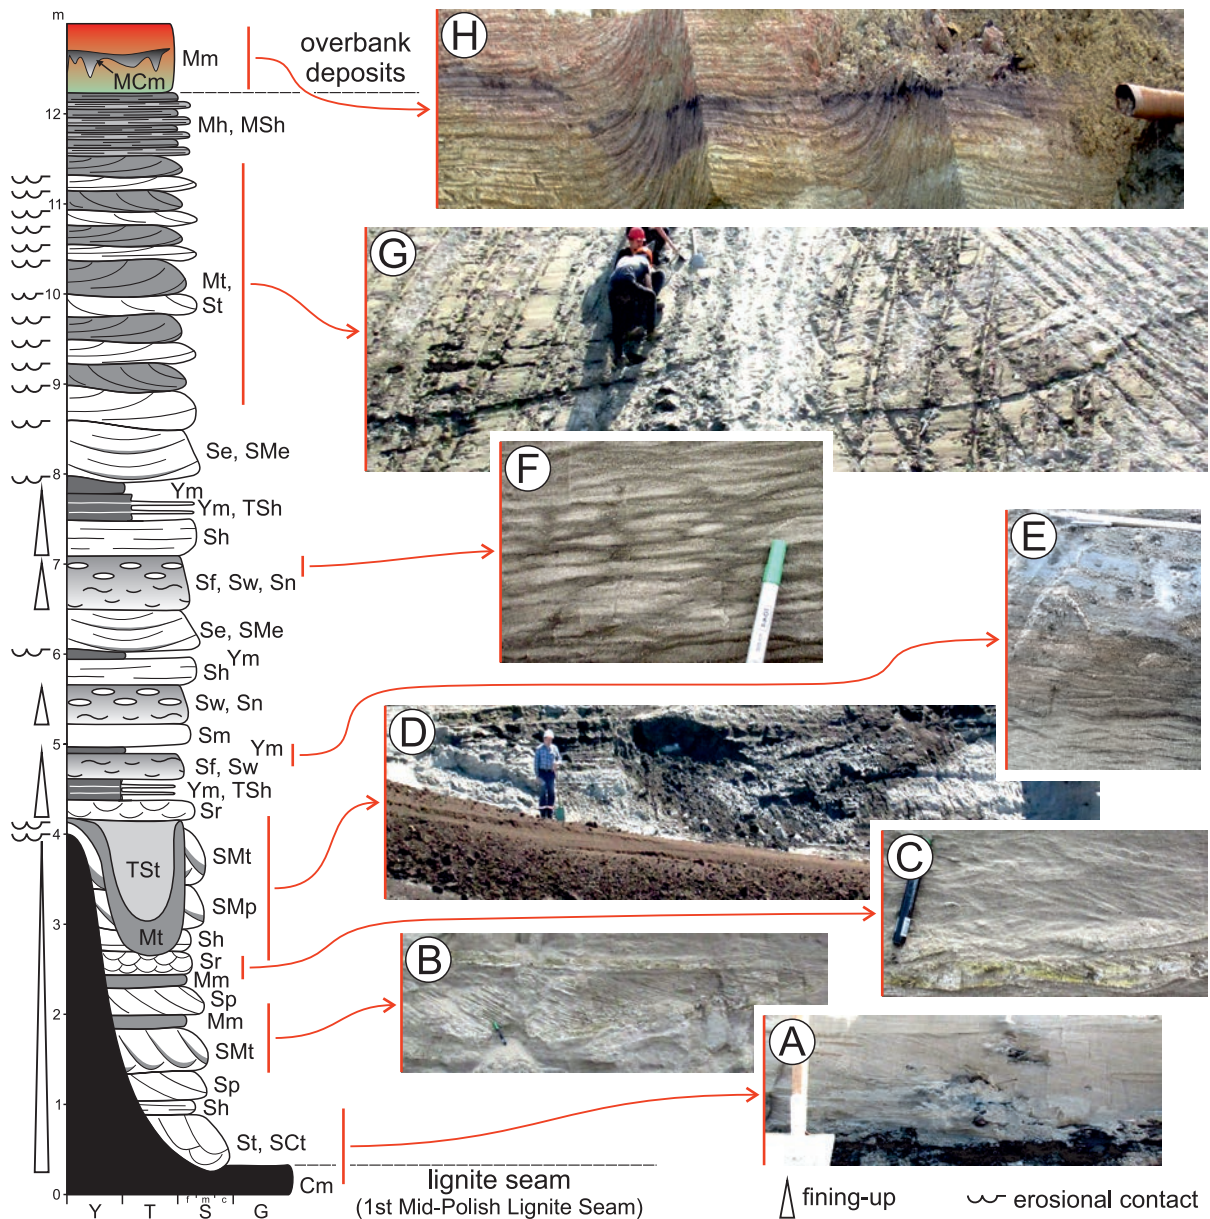 m
Mm
MCm
overbank
deposits
H
12
Mh, MSh
11
G
Mt,
St
10
9
Se, SMe
8
F
Ym
Ym, TSh
Sh
E
7
Sf, Sw, Sn
Se, SMe
6
Ym
Sh
Sw, Sn
D
Sm
5
Ym
Sf, Sw
Ym, TSh
Sr
4
C
TSt
SMt
SMp
3
Mt
Sh
B
Sr
Mm
Sp
2
Mm
A
SMt
Sp
1
Sh
St, SCt
lignite seam
(1st Mid-Polish Lignite Seam)
Cm
0
f m c
Y T S G
fining-up
erosional contact